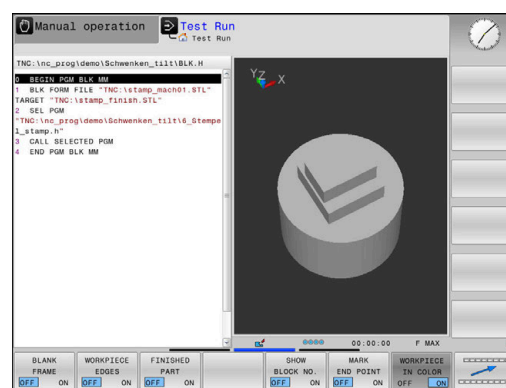 Manual operation
Test Run
Test Run
TNC:\nc_prog\demo\Schwenken_tilt\BLK.H
0 BEGIN PGM BLK MM
1 BLK FORM FILE "TNC:\stamp_mach01.STL"
TARGET "TNC:\stamp_finish.STL"
2 SEL PGM
"TNC:\nc_prog\demo\Schwenken_tilt\6_Stempe
l_stamp.h"
3 CALL SELECTED PGM
4 END PGM BLK MM
YZ X
00:00:00 F MAX
BLANK
FRAME
OFF ON
WORKPIECE
EDGES
OFF ON
FINISHED
PART
OFF ON
SHOW
BLOCK NO.
OFF ON
MARK
END POINT
OFF ON
WORKPIECE
IN COLOR
OFF ON